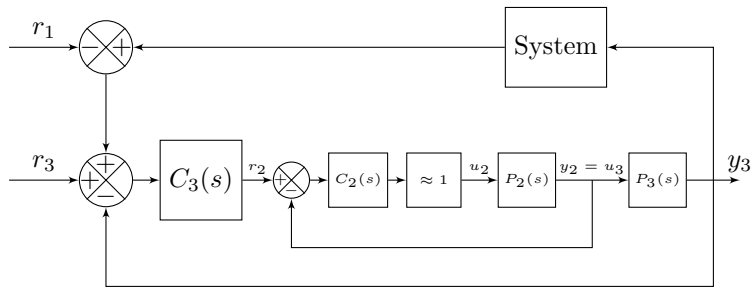 r₁
− +
System
r₃
+
+
−
C₃(s)
r₂
+
−
C₂(s)
≈ 1
u₂
P₂(s)
y₂ = u₃
P₃(s)
y₃